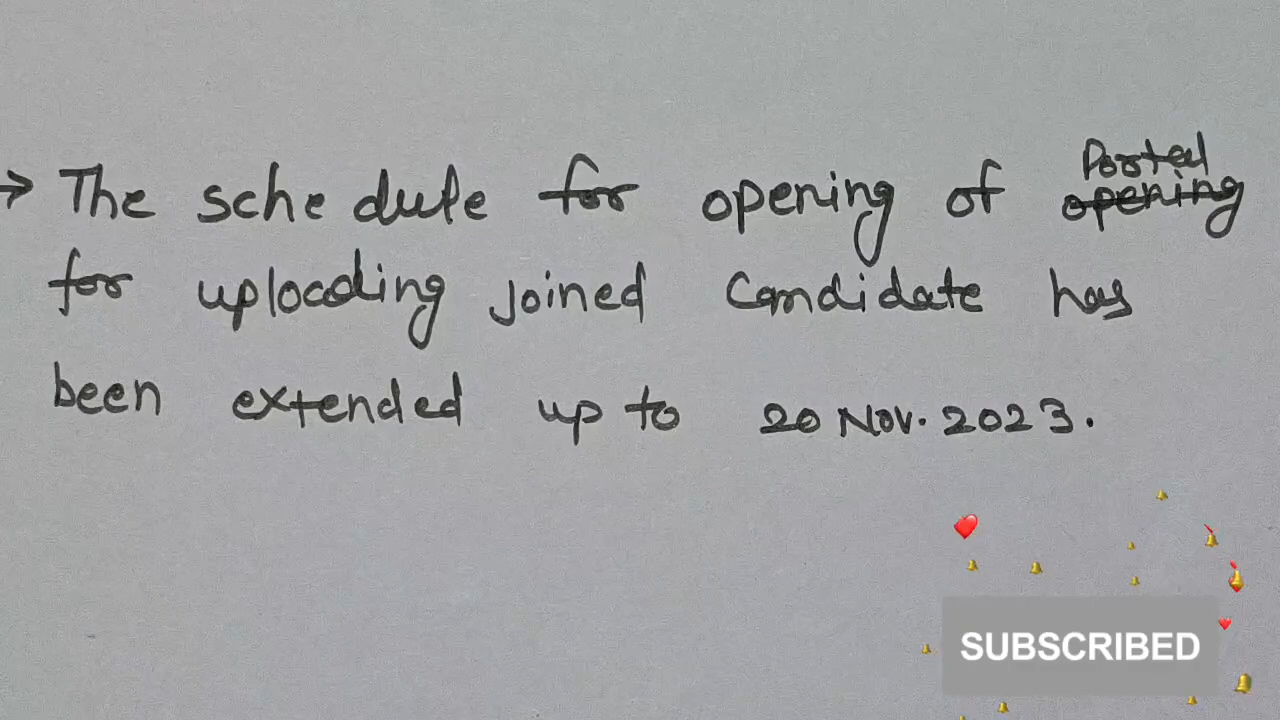 Portal
→ The schedule for opening of opening
for uploading joined Candidate has
been extended up to 20 Nov. 2023.
SUBSCRIBED